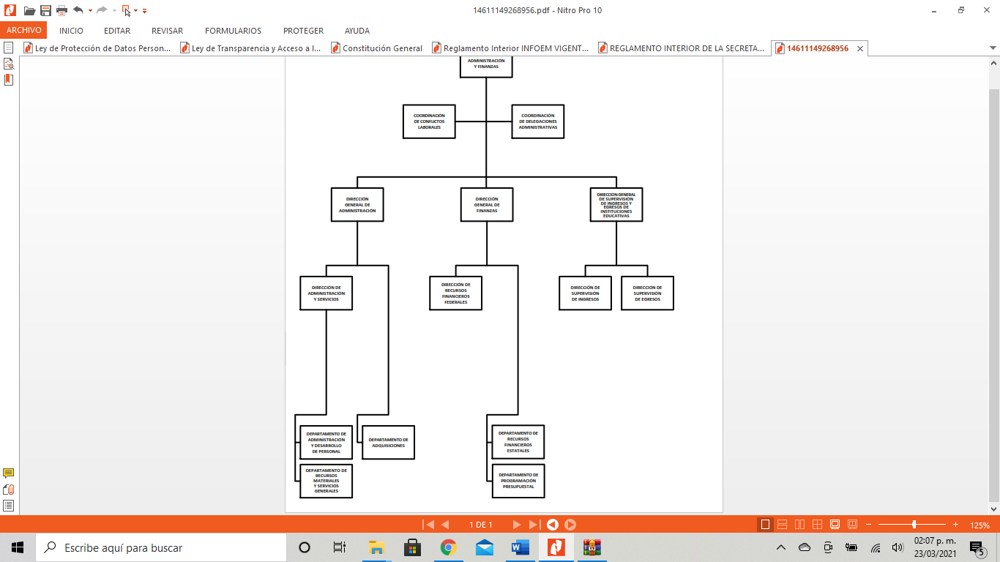 14611149268956.pdf - Nitro Pro 10
ARCHIVO INICIO EDITAR REVISAR FORMULARIOS PROTEGER AYUDA
Ley de Protección de Datos Person... Ley de Transparencia y Acceso a l... Constitución General Reglamento Interior INFOEM VIGENT... REGLAMENTO INTERIOR DE LA SECRETA... 14611149268956
ADMINISTRACIÓN
Y FINANZAS
COORDINACIÓN
DE CONFLICTOS
LABORALES
COORDINACIÓN
DE DELEGACIONES
ADMINISTRATIVAS
DIRECCIÓN
GENERAL DE
ADMINISTRACIÓN
DIRECCIÓN
GENERAL DE
FINANZAS
DIRECCIÓN GENERAL
DE SUPERVISIÓN
DE INGRESOS Y
EGRESOS DE
INSTITUCIONES
EDUCATIVAS
DIRECCIÓN DE
ADMINISTRACIÓN
Y SERVICIOS
DIRECCIÓN DE
RECURSOS
FINANCIEROS
FEDERALES
DIRECCIÓN DE
SUPERVISIÓN
DE INGRESOS
DIRECCIÓN DE
SUPERVISIÓN
DE EGRESOS
DEPARTAMENTO DE
ADMINISTRACIÓN
Y DESARROLLO
DE PERSONAL
DEPARTAMENTO DE
ADQUISICIONES
DEPARTAMENTO DE
RECURSOS
FINANCIEROS
ESTATALES
DEPARTAMENTO DE
RECURSOS
MATERIALES
Y SERVICIOS
GENERALES
DEPARTAMENTO DE
PROGRAMACIÓN
PRESUPUESTAL
1 DE 1
125%
Escribe aquí para buscar
02:07 p. m.
23/03/2021
5